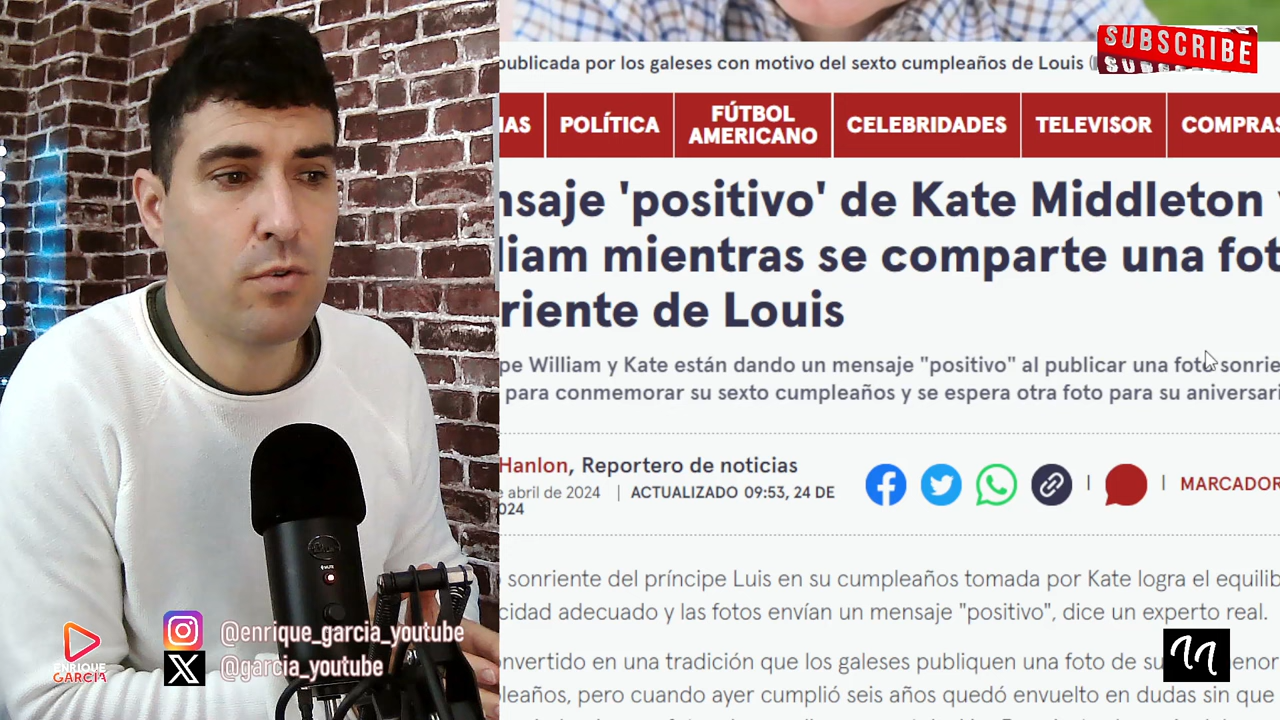 SUBSCRIBE
publicada por los galeses con motivo del sexto cumpleaños de Louis (
IAS
POLÍTICA
FÚTBOL
AMERICANO
CELEBRIDADES
TELEVISOR
COMPRAS
nsaje 'positivo' de Kate Middleton y
liam mientras se comparte una fot
riente de Louis
pe William y Kate están dando un mensaje "positivo" al publicar una foto sonrie
para conmemorar su sexto cumpleaños y se espera otra foto para su aniversari
Hanlon, Reportero de noticias
e abril de 2024 | ACTUALIZADO 09:53, 24 DE
024
MARCADOR
sonriente del príncipe Luis en su cumpleaños tomada por Kate logra el equilib
cidad adecuado y las fotos envían un mensaje "positivo", dice un experto real.
onvertido en una tradición que los galeses publiquen una foto de su enor
leaños, pero cuando ayer cumplió seis años quedó envuelto en dudas sin que
@enrique_garcia_youtube
@garcia_youtube
ENRIQUE
GARCIA